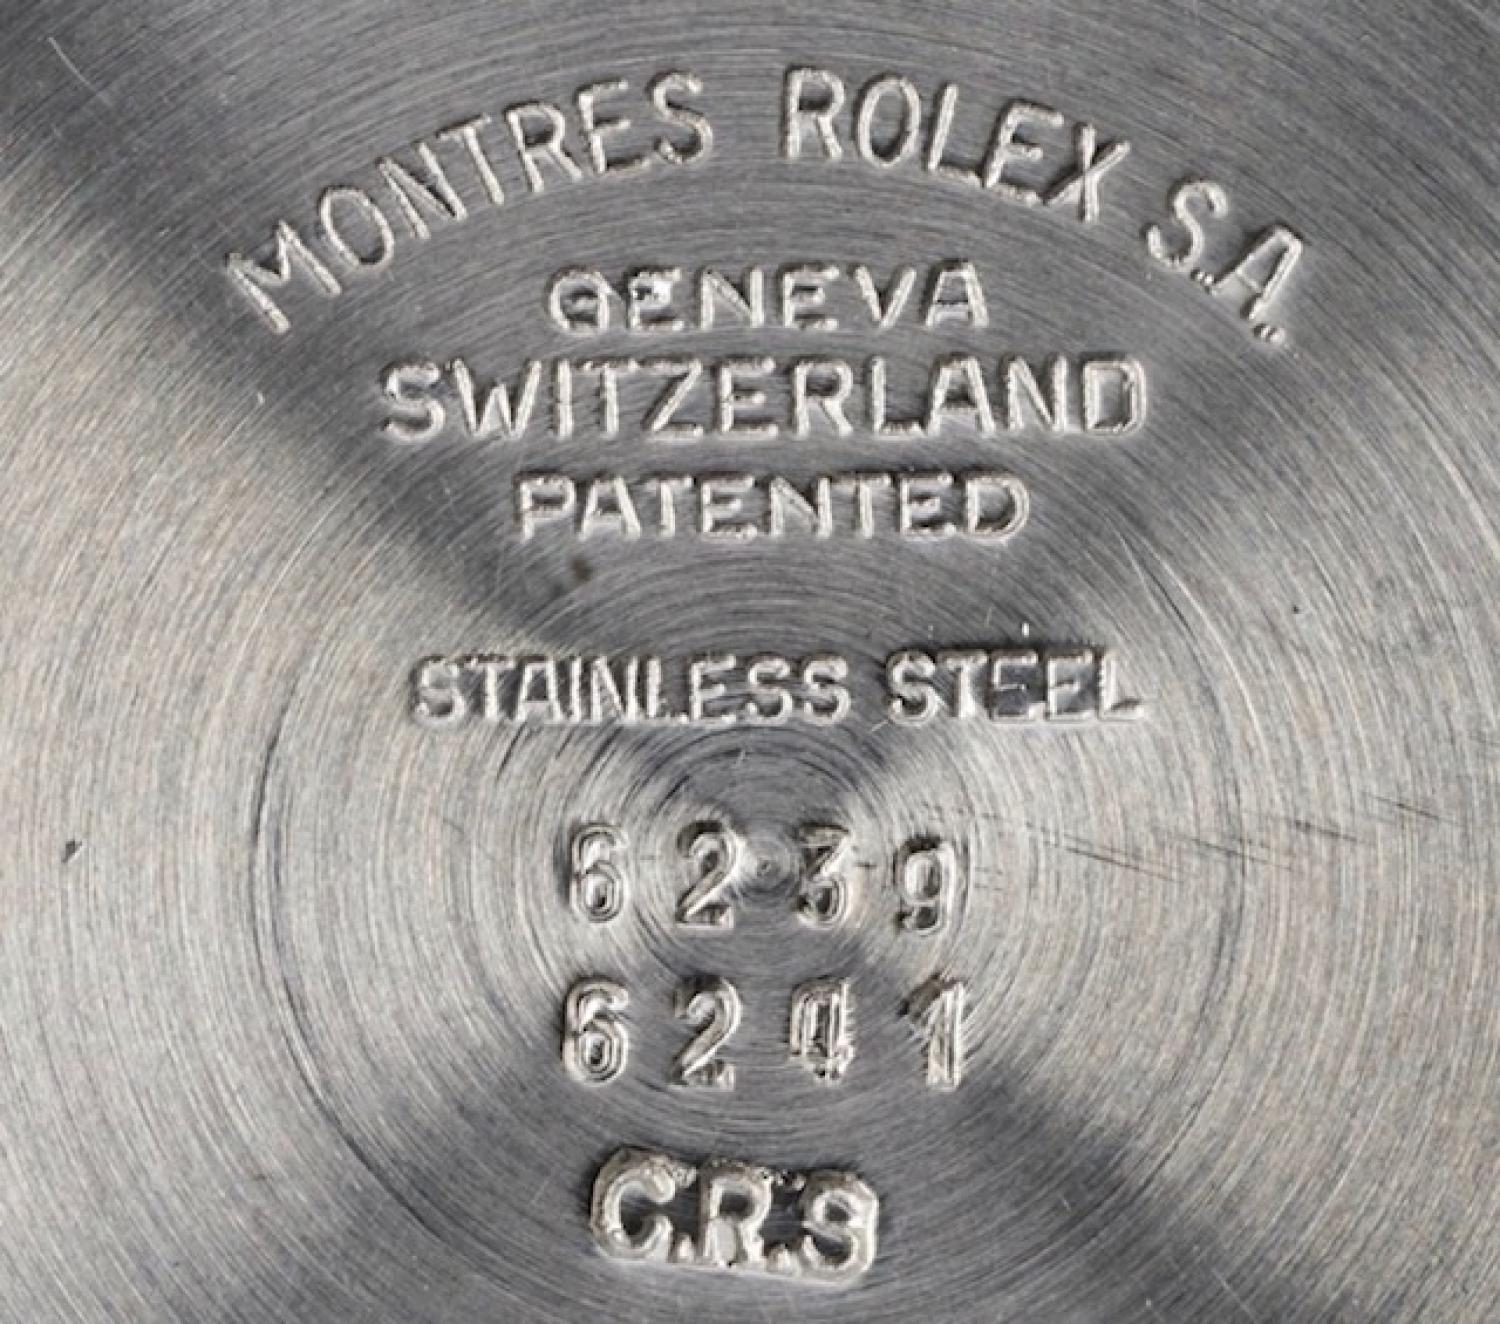 MONTRES ROLEX S.A.
GENEVA
SWITZERLAND
PATENTED
STAINLESS STEEL
6239
6241
C.R.S